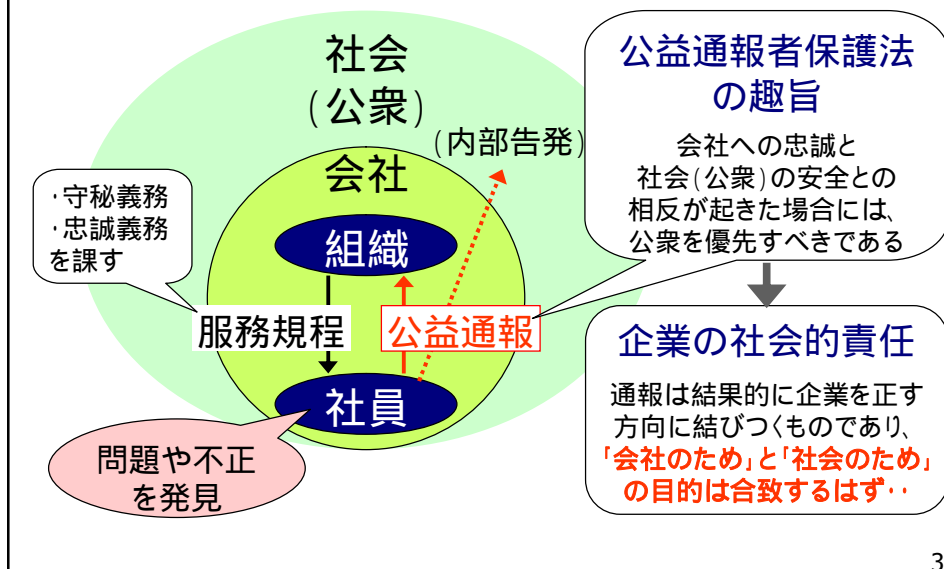 社会
(公衆)
(内部告発)
会社
･守秘義務
･忠誠義務
を課す
組織
服務規程
公益通報
社員
問題や不正
を発見
公益通報者保護法
の趣旨
会社への忠誠と
社会(公衆)の安全との
相反が起きた場合には、
公衆を優先すべきである
企業の社会的責任
通報は結果的に企業を正す
方向に結びつくものであり、
｢会社のため｣と｢社会のため｣
の目的は合致するはず･･
3